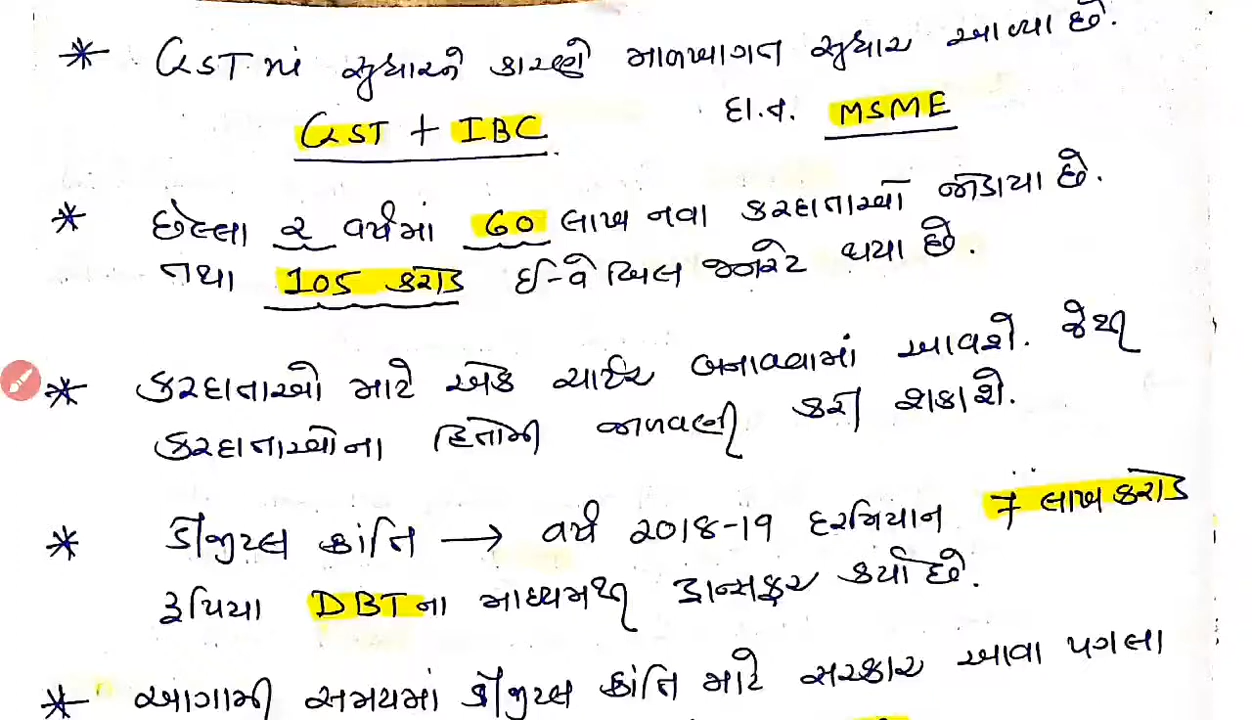 * GST ના સુધારને કારણે માળખાગત સુધાર આવ્યા છે.
GST + IBC દા.ત. MSME
* છેલ્લા ૨ વર્ષમાં 60 લાખ નવા કરદાતાઓ જોડાયા છે.
તથા 105 કરોડ ઈ-વે બિલ જનરેટ થયા છે.
* કરદાતાઓ માટે એક ચાર્ટર બનાવવામાં આવશે. જેથી
કરદાતાઓના હિતોની જાળવણી કરી શકાશે.
* ડીજીટલ ક્રાંતિ → વર્ષ ૨૦18-19 દરમિયાન 7 લાખ કરોડ
રૂપિયા DBT ના માધ્યમથી ટ્રાન્સફર કર્યા છે.
* આગામી સમયમાં ડીજીટલ ક્રાંતિ માટે સરકાર આવા પગલા